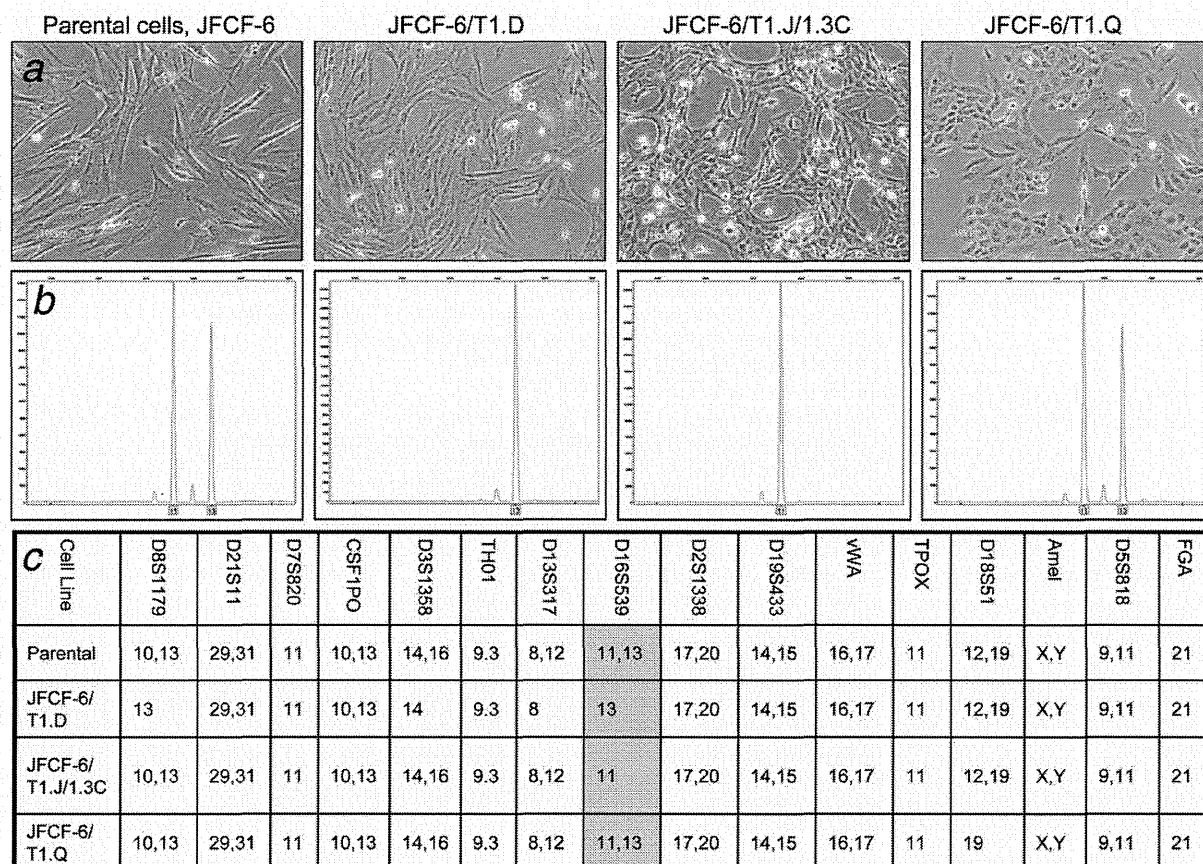 Parental cells, JFCF-6 JFCF-6/T1.D JFCF-6/T1.J/1.3C JFCF-6/T1.Q
a
b
c Cell Line D8S1179 D21S11 D7S820 CSF1PO D3S1358 TH01 D13S317 D16S539 D2S1338 D19S433 vWA TPOX D18S51 Amel D5S818 FGA
Parental 10,13 29,31 11 10,13 14,16 9.3 8,12 11,13 17,20 14,15 16,17 11 12,19 X,Y 9,11 21
JFCF-6/
T1.D 13 29,31 11 10,13 14 9.3 8 13 17,20 14,15 16,17 11 12,19 X,Y 9,11 21
JFCF-6/
T1.J/1.3C 10,13 29,31 11 10,13 14,16 9.3 8,12 11 17,20 14,15 16,17 11 12,19 X,Y 9,11 21
JFCF-6/
T1.Q 10,13 29,31 11 10,13 14,16 9.3 8,12 11,13 17,20 14,15 16,17 11 19 X,Y 9,11 21